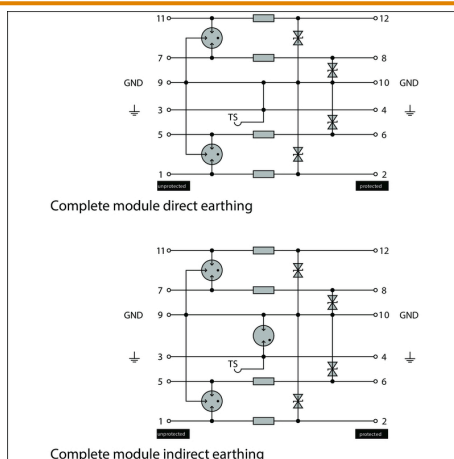 11 12
7 8
GND 9 10 GND
3 4
TS
5 6
1 2
unprotected protected
Complete module direct earthing
11 12
7 8
GND 9 10 GND
3 4
TS
5 6
1 2
unprotected protected
Complete module indirect earthing